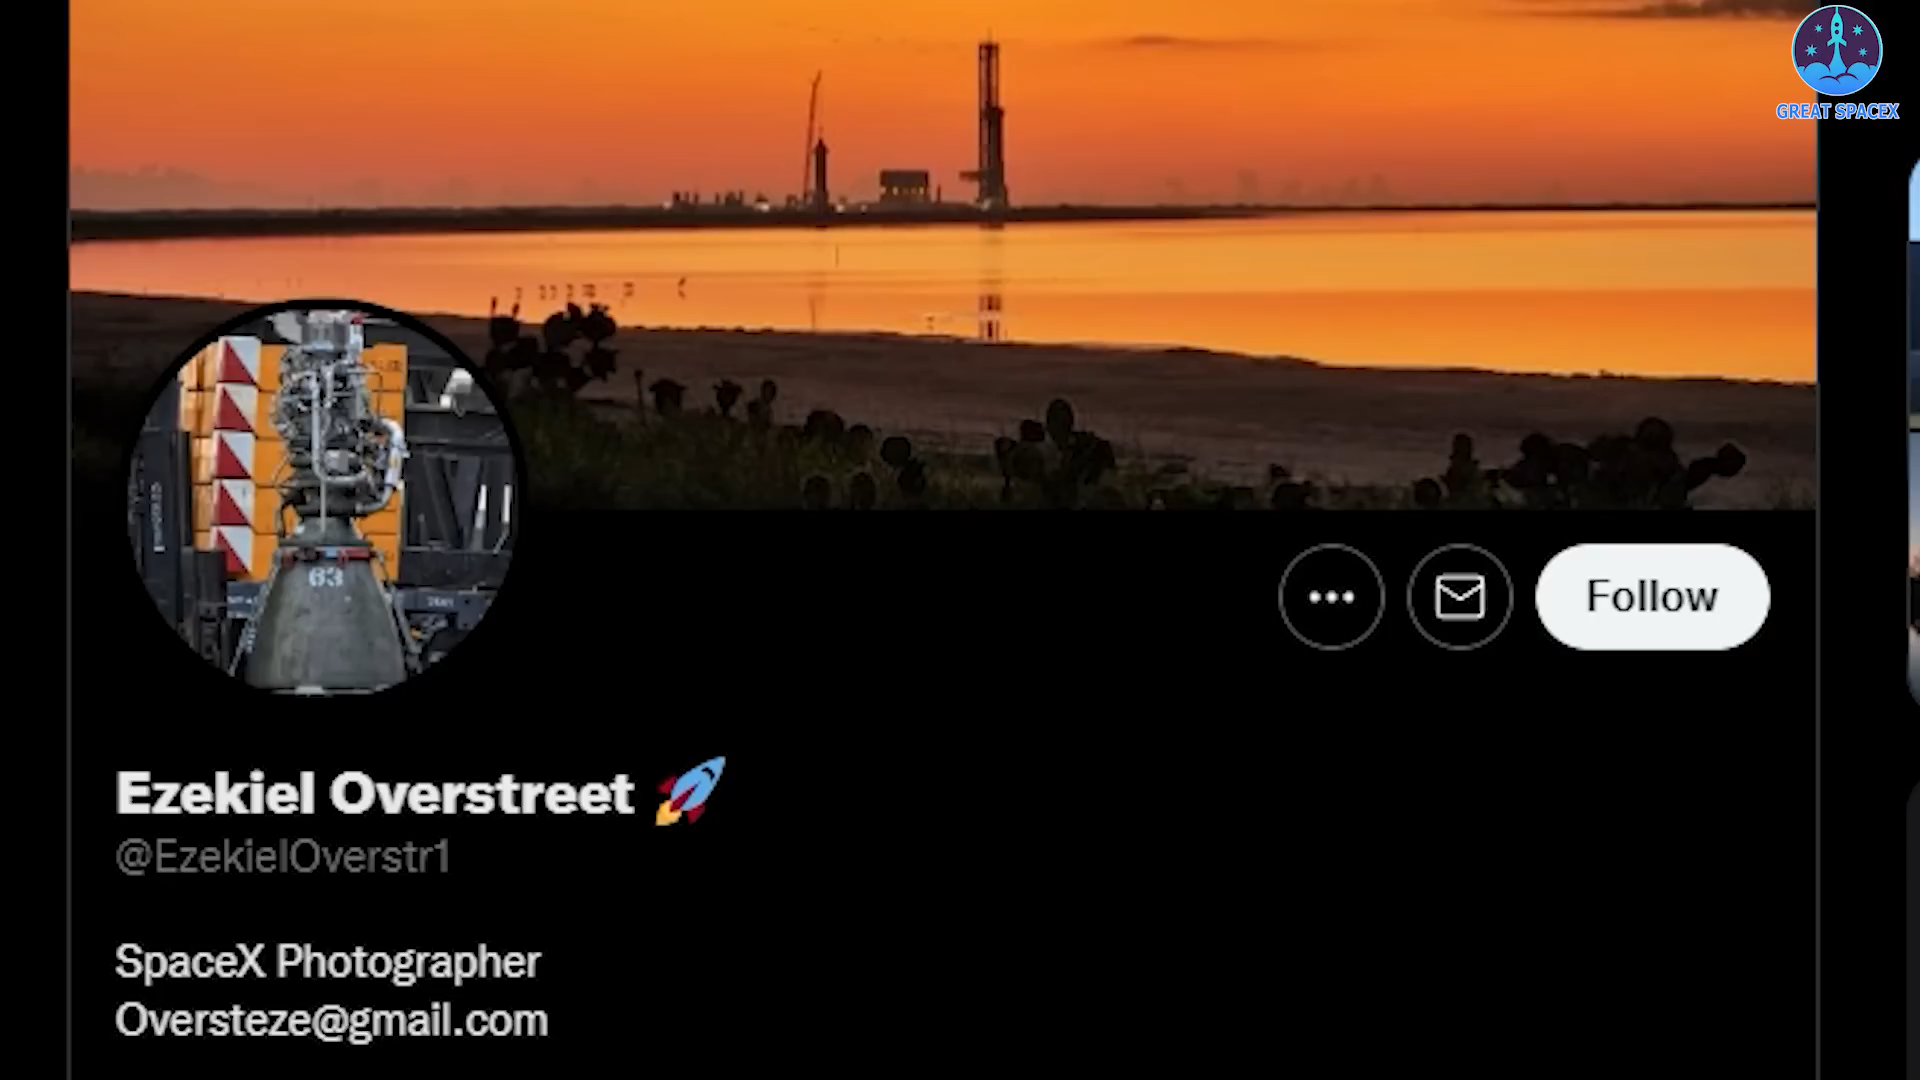 GREAT SPACEX
63
Follow
Ezekiel Overstreet
@EzekielOverstr1
SpaceX Photographer
Oversteze@gmail.com